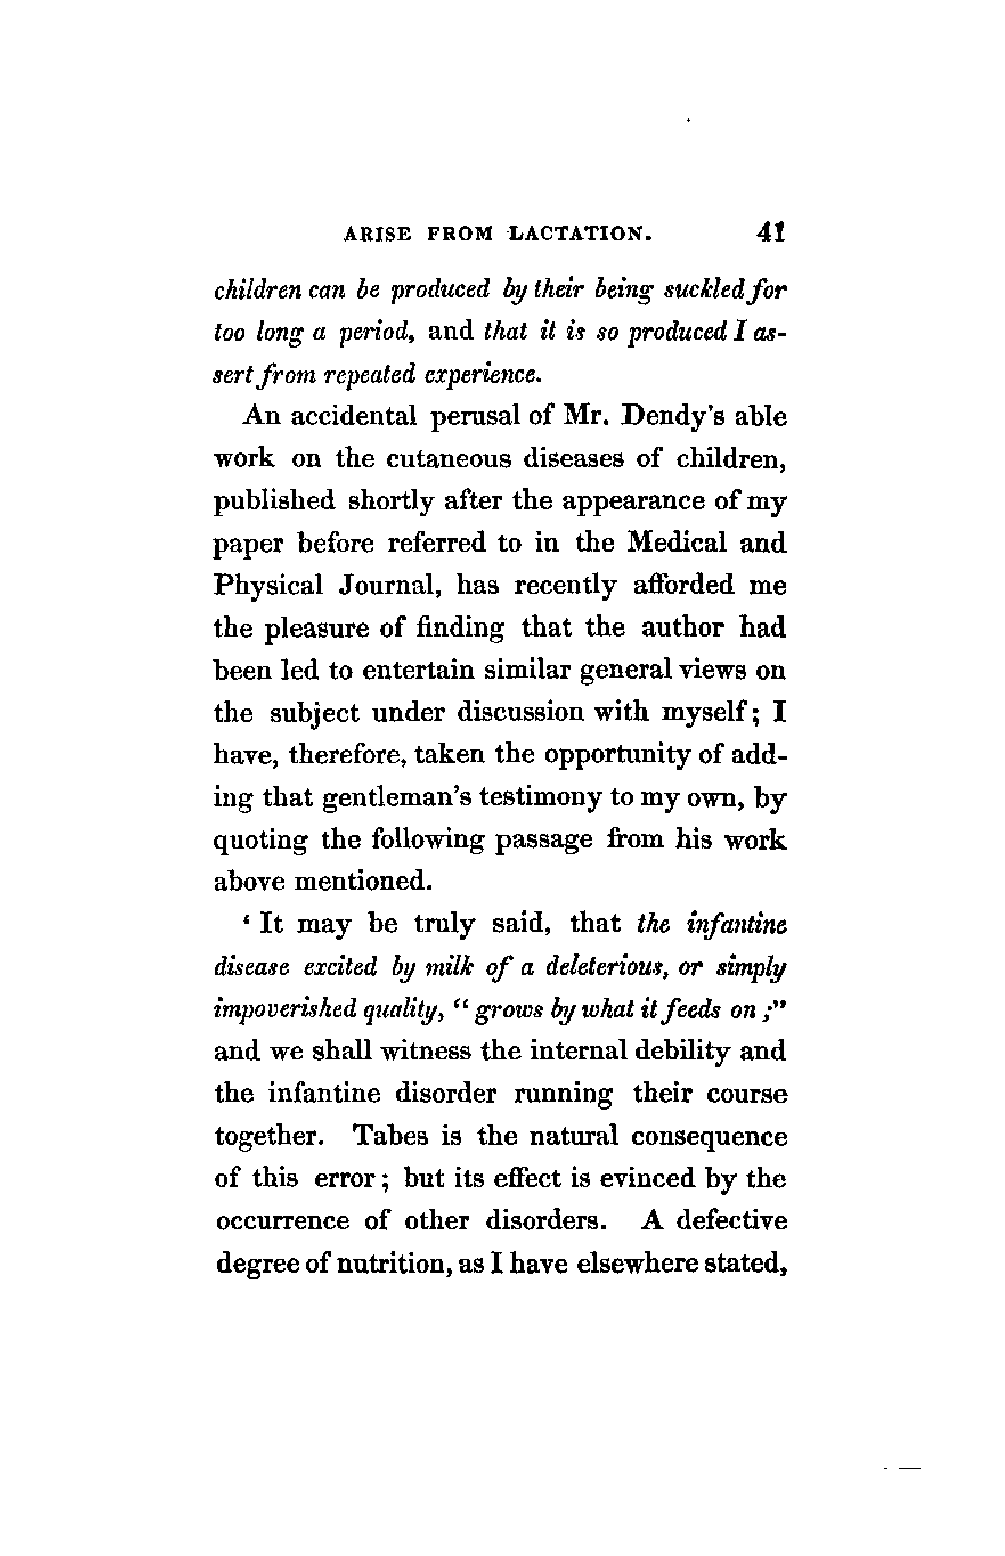 ARISE FROM LACTATION. 41
children can be produced by their being suckled for
too long a period, and that it is so produced I as-
sert from repeated experience.
An accidental perusal of Mr. Dendy's able
work on the cutaneous diseases of children,
published shortly after the appearance of my
paper before referred to in the Medical and
Physical Journal, has recently afforded me
the pleasure of finding that the author had
been led to entertain similar general views on
the subject under discussion with myself; I
have, therefore, taken the opportunity of add-
ing that gentleman's testimony to my own, by
quoting the following passage from his work
above mentioned.
‘ It may be truly said, that the infantine
disease excited by milk of a deleterious, or simply
impoverished quality, “ grows by what it feeds on ;”
and we shall witness the internal debility and
the infantine disorder running their course
together. Tabes is the natural consequence
of this error; but its effect is evinced by the
occurrence of other disorders. A defective
degree of nutrition, as I have elsewhere stated,